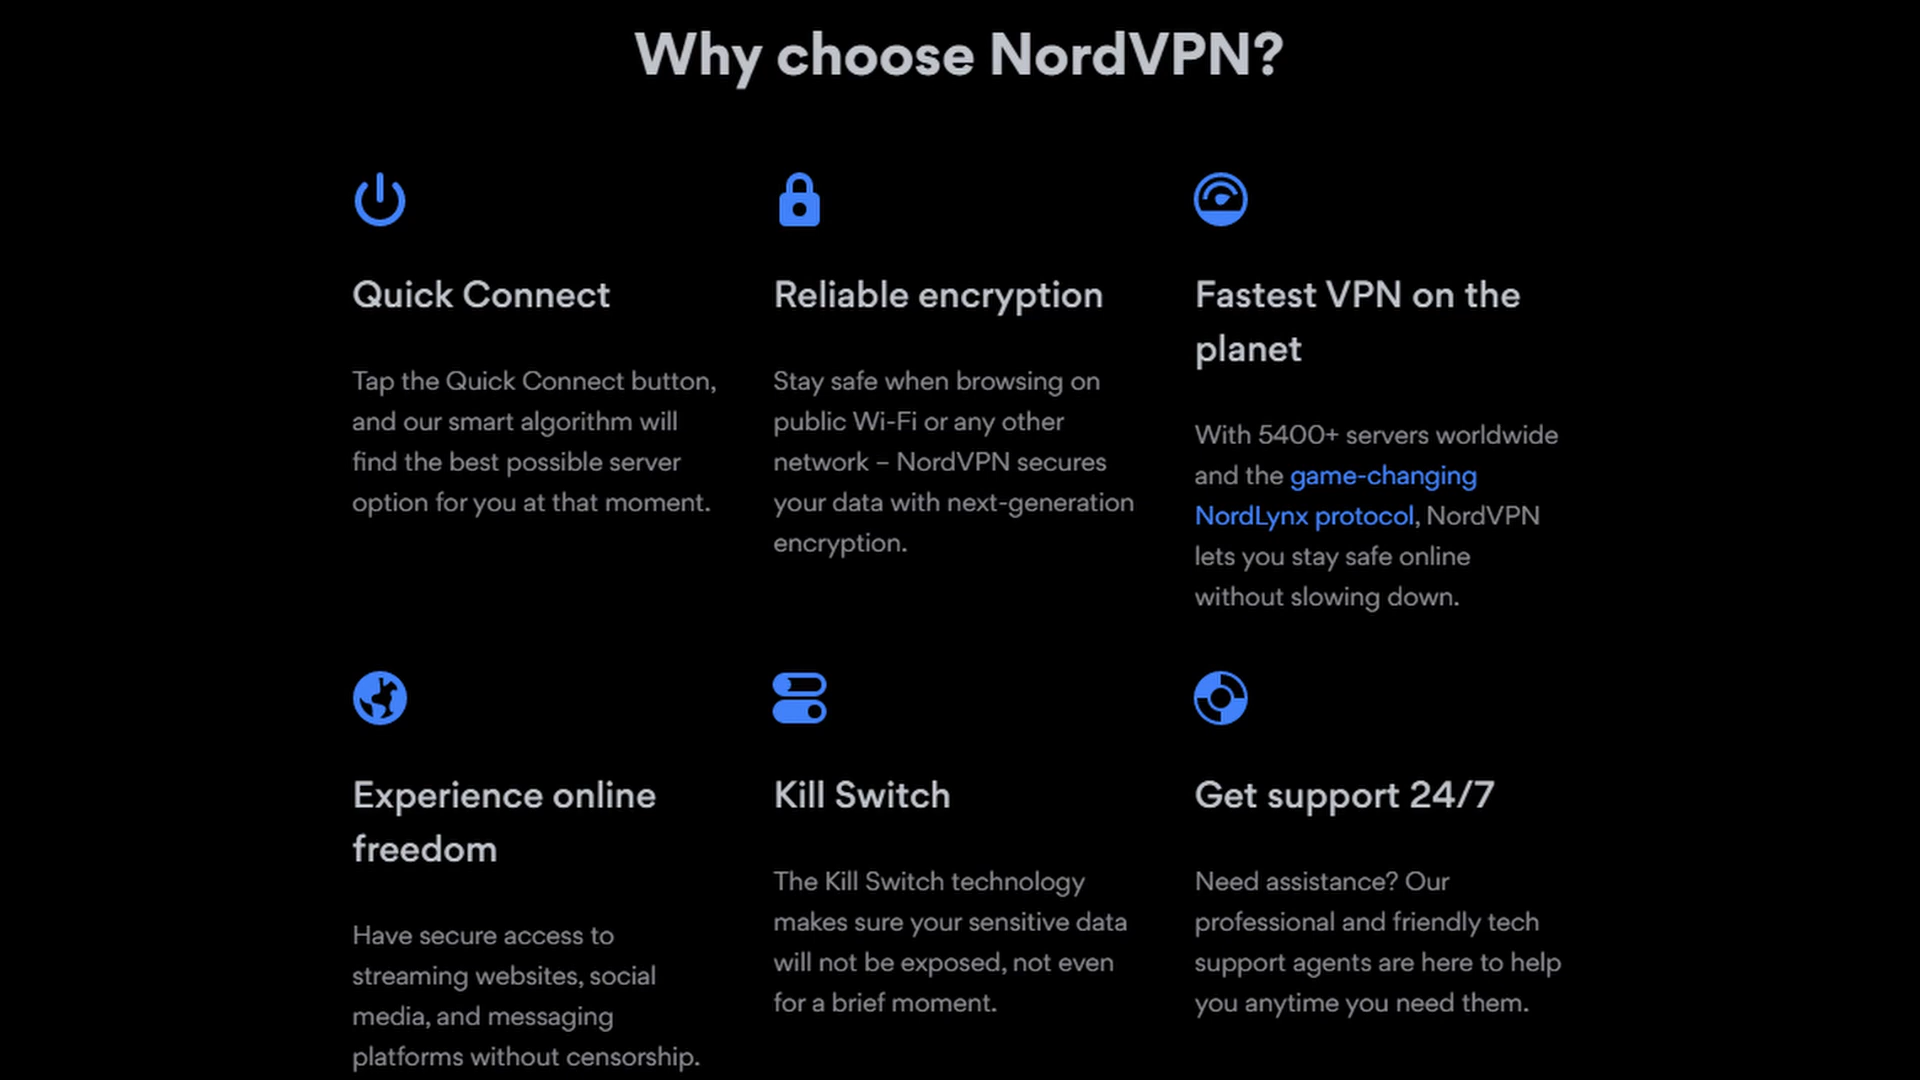 Why choose NordVPN?
Quick Connect
Tap the Quick Connect button,
and our smart algorithm will
find the best possible server
option for you at that moment.
Reliable encryption
Stay safe when browsing on
public Wi-Fi or any other
network – NordVPN secures
your data with next-generation
encryption.
Fastest VPN on the
planet
With 5400+ servers worldwide
and the game-changing
NordLynx protocol, NordVPN
lets you stay safe online
without slowing down.
Experience online
freedom
Have secure access to
streaming websites, social
media, and messaging
platforms without censorship.
Kill Switch
The Kill Switch technology
makes sure your sensitive data
will not be exposed, not even
for a brief moment.
Get support 24/7
Need assistance? Our
professional and friendly tech
support agents are here to help
you anytime you need them.